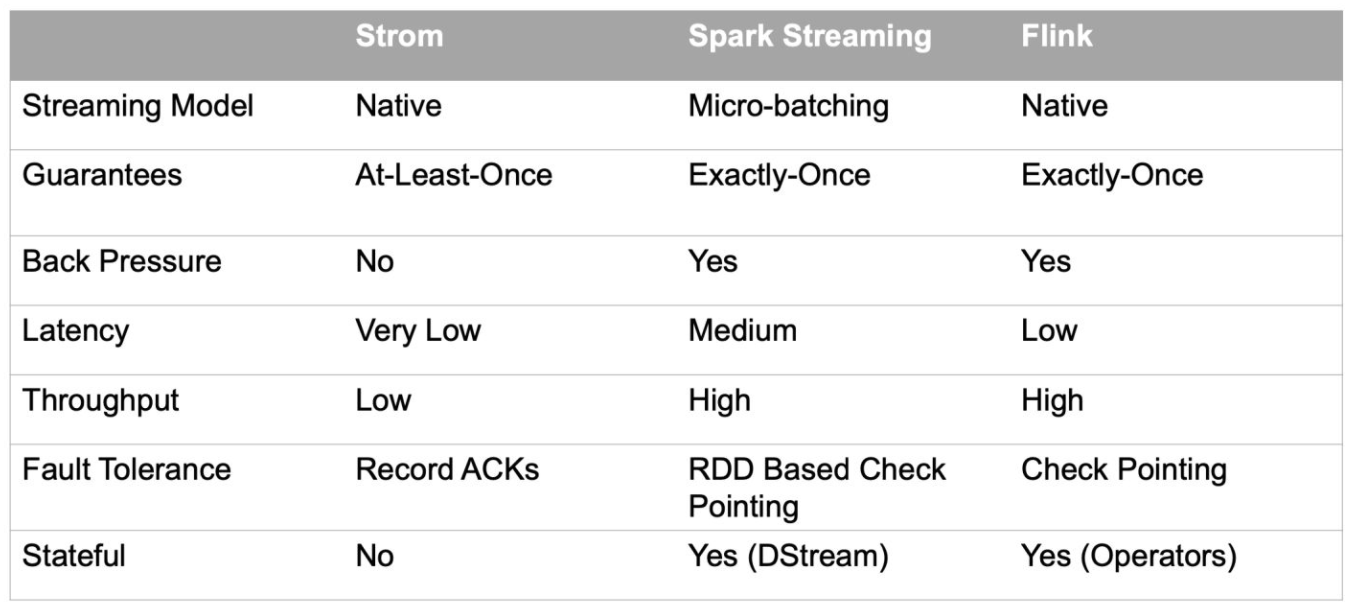 Strom Spark Streaming Flink
Streaming Model Native Micro-batching Native
Guarantees At-Least-Once Exactly-Once Exactly-Once
Back Pressure No Yes Yes
Latency Very Low Medium Low
Throughput Low High High
Fault Tolerance Record ACKs RDD Based Check Check Pointing
Pointing
Stateful No Yes (DStream) Yes (Operators)